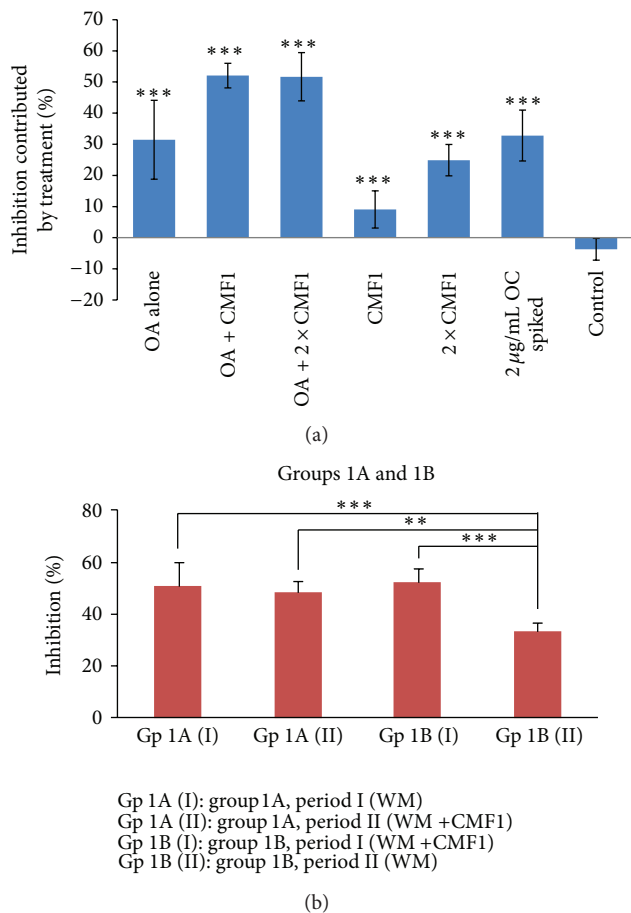 70
60
50
40
30
20
10
0
−10
−20
Inhibition contributed
by treatment (%)
***
***
***
***
***
***
OA alone
OA + CMF1
OA + 2 × CMF1
CMF1
2 × CMF1
2 μg/mL OC
spiked
Control
(a)
Groups 1A and 1B
80
60
40
20
0
Inhibition (%)
***
**
***
Gp 1A (I)
Gp 1A (II)
Gp 1B (I)
Gp 1B (II)
Gp 1A (I): group 1A, period I (WM)
Gp 1A (II): group 1A, period II (WM +CMF1)
Gp 1B (I): group 1B, period I (WM +CMF1)
Gp 1B (II): group 1B, period II (WM)
(b)